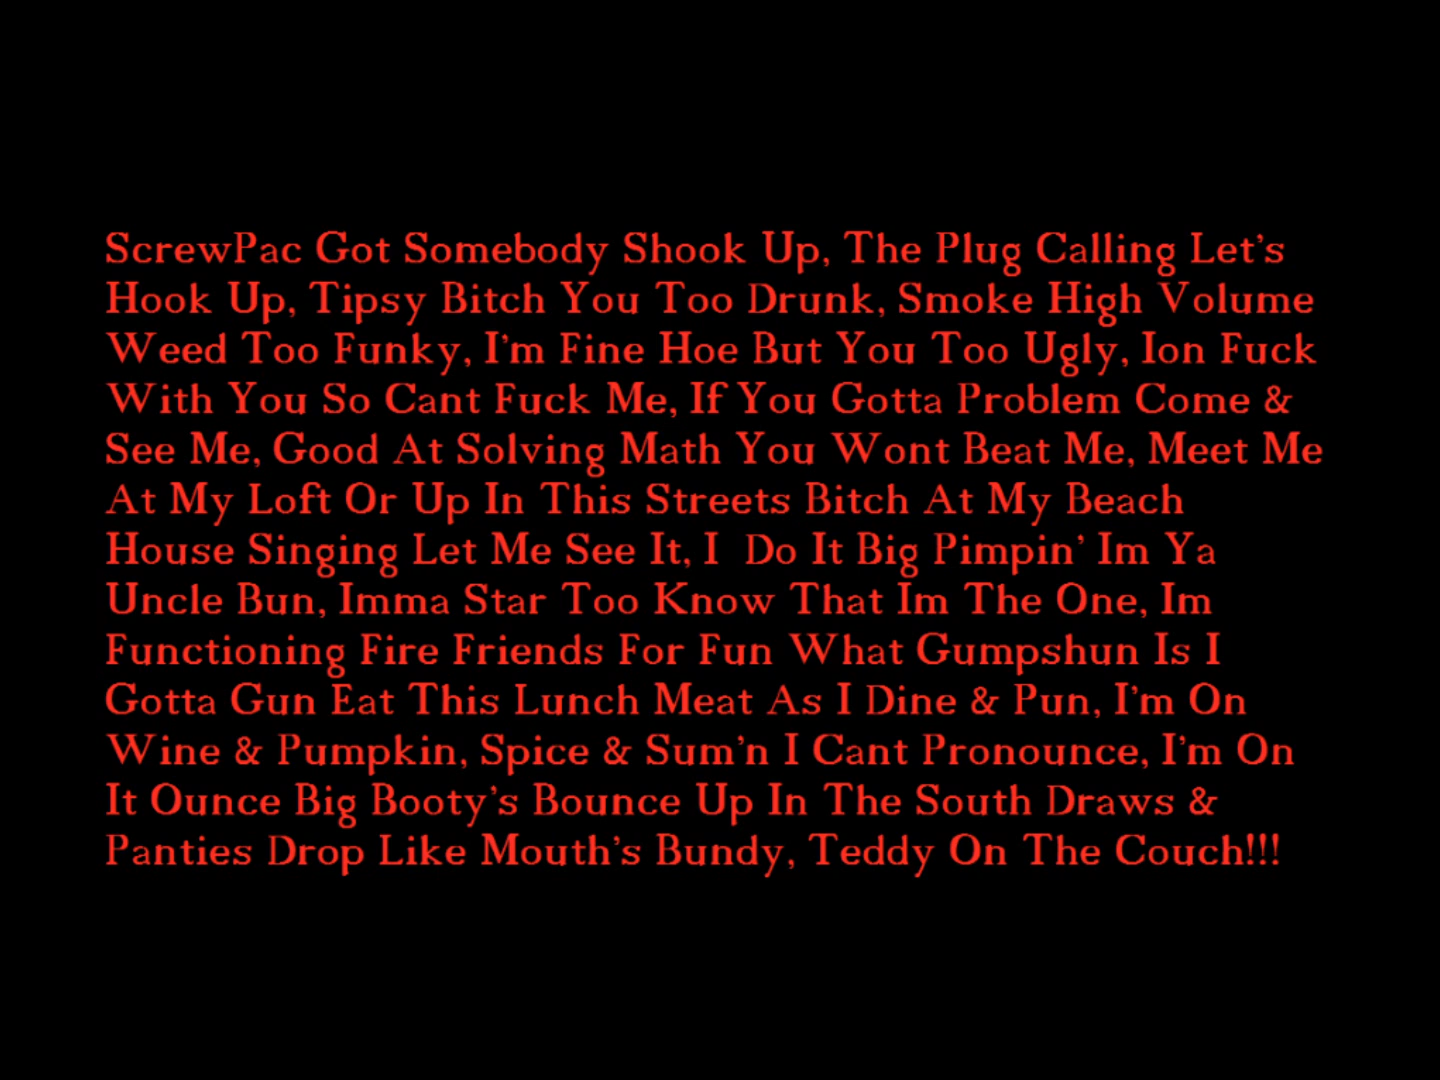 ScrewPac Got Somebody Shook Up, The Plug Calling Let's
Hook Up, Tipsy Bitch You Too Drunk, Smoke High Volume
Weed Too Funky, I'm Fine Hoe But You Too Ugly, Ion Fuck
With You So Cant Fuck Me, If You Gotta Problem Come &
See Me, Good At Solving Math You Wont Beat Me, Meet Me
At My Loft Or Up In This Streets Bitch At My Beach
House Singing Let Me See It, I  Do It Big Pimpin' Im Ya
Uncle Bun, Imma Star Too Know That Im The One, Im
Functioning Fire Friends For Fun What Gumpshun Is I
Gotta Gun Eat This Lunch Meat As I Dine & Pun, I'm On
Wine & Pumpkin, Spice & Sum'n I Cant Pronounce, I'm On
It Ounce Big Booty's Bounce Up In The South Draws &
Panties Drop Like Mouth's Bundy, Teddy On The Couch!!!